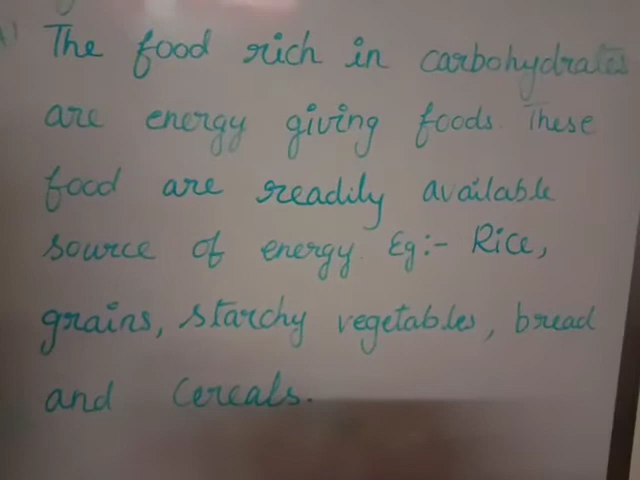 The food rich in carbohydrates
are energy giving foods. These
food are readily available
source of energy. Eg:- Rice,
grains, starchy vegetables, bread
and cereals.